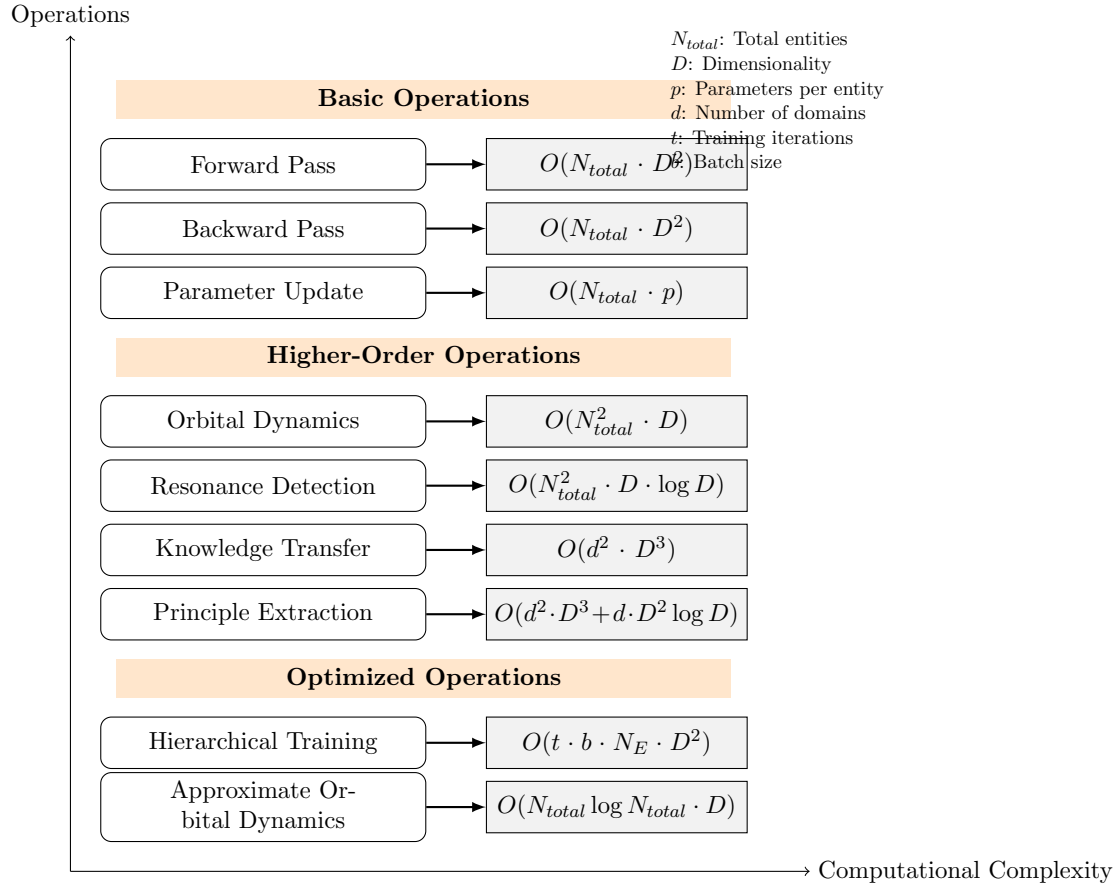 Operations
N_total: Total entities
D: Dimensionality
p: Parameters per entity
d: Number of domains
t: Training iterations
b: Batch size
Basic Operations
Forward Pass
O(N_total · D²)
Backward Pass
O(N_total · D²)
Parameter Update
O(N_total · p)
Higher-Order Operations
Orbital Dynamics
O(N²_total · D)
Resonance Detection
O(N²_total · D · log D)
Knowledge Transfer
O(d² · D³)
Principle Extraction
O(d² · D³ + d · D² log D)
Optimized Operations
Hierarchical Training
O(t · b · N_E · D²)
Approximate Or-
bital Dynamics
O(N_total log N_total · D)
Computational Complexity